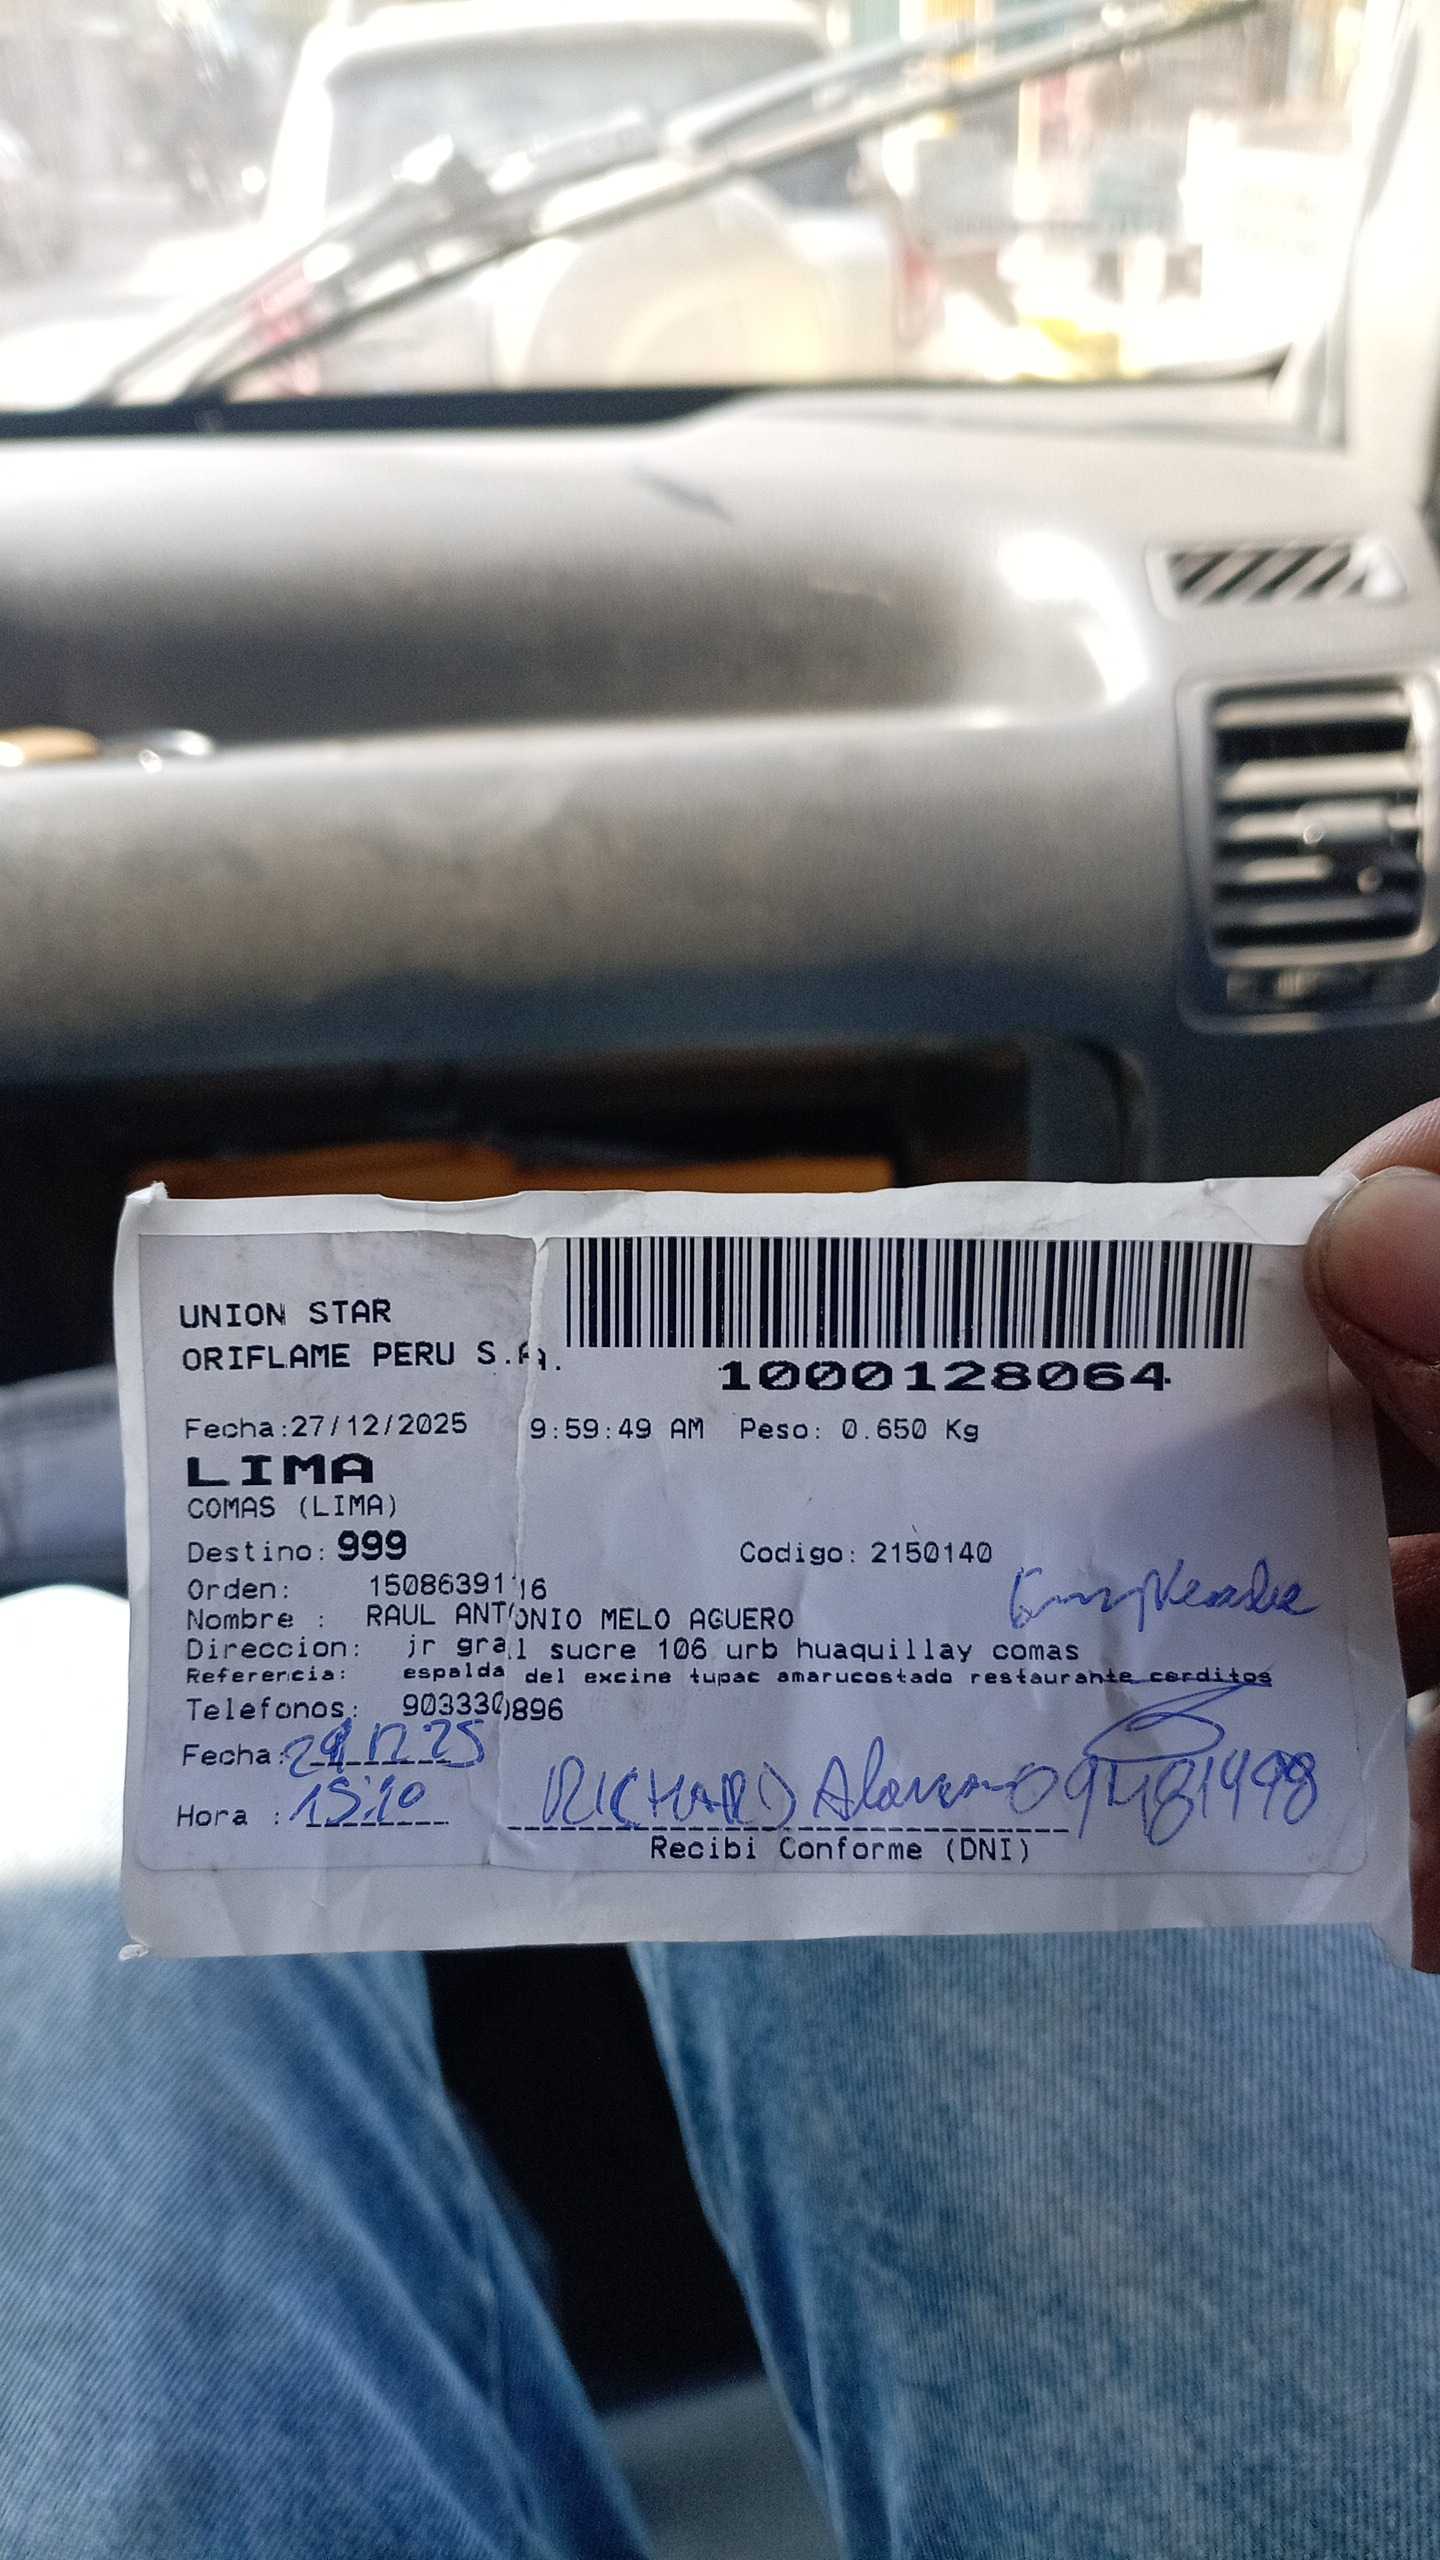 UNION STAR
ORIFLAME PERU S.A.
1000128064
Fecha:27/12/2025 9:59:49 AM Peso: 0.650 Kg
LIMA
COMAS (LIMA)
Destino: 999 Codigo: 2150140
Orden: 1508639116
Nombre : RAUL ANTONIO MELO AGUERO
Direccion: jr gral sucre 106 urb huaquillay comas
Referencia: espalda del excine tupac amarucostado restaurante cerditos
Telefonos: 903330896
Fecha: 29 12 25
Hora : 15:10 RICHARD
Recibi Conforme (DNI)